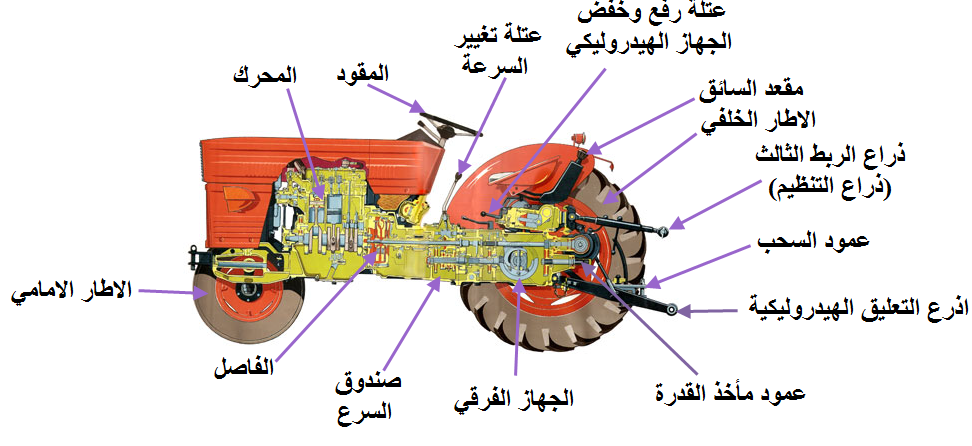 عتلة رفع وخفض
الجهاز الهيدروليكي
عتلة تغيير
السرعة
المقود
المحرك
مقعد السائق
الاطار الخلفي
ذراع الربط الثالث
(ذراع التنظيم)
عمود السحب
اذرع التعليق الهيدروليكية
الاطار الامامي
الفاصل
صندوق
السرع
الجهاز الفرقي
عمود مأخذ القدرة